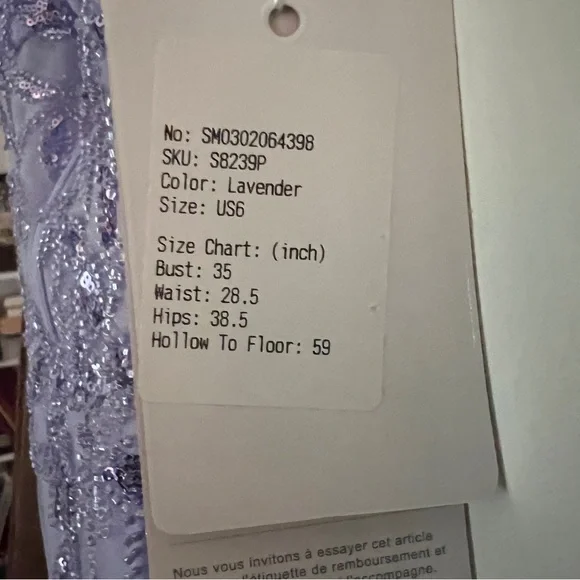 No: SM0302064398
SKU: S8239P
Color: Lavender
Size: US6
Size Chart: (inch)
Bust: 35
Waist: 28.5
Hips: 38.5
Hollow To Floor: 59
Nous vous invitons à essayer cet article
l'étiquette de remboursement et
l'accompagne.